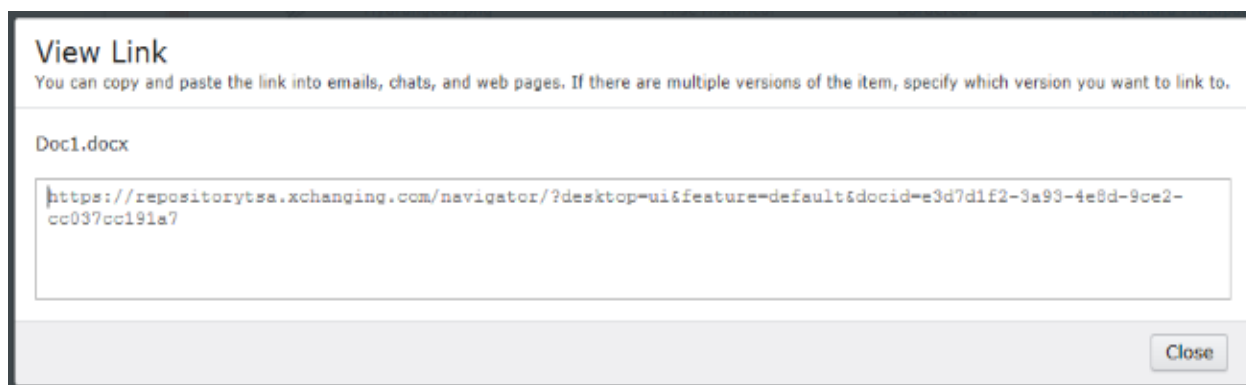 View Link
You can copy and paste the link into emails, chats, and web pages. If there are multiple versions of the item, specify which version you want to link to.
Doc1.docx
https://repositorytsa.xchanging.com/navigator/?desktop=ui&feature=default&docid=e3d7d1f2-3a93-4e8d-9ce2-
cc037cc191a7
Close